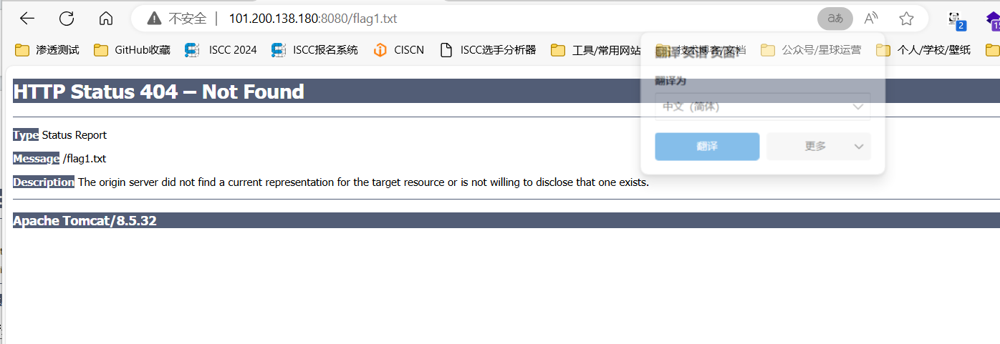 不安全 | 101.200.138.180:8080/flag1.txt aあ A 2 15
渗透测试 GitHub收藏 ISCC 2024 ISCC报名系统 CISCN ISCC选手分析器 工具/常用网站 技术博客/文档 公众号/星球运营 个人/学校/壁纸
翻译 英语 页面?
翻译为
中文（简体）
翻译 更多
HTTP Status 404 – Not Found
Type Status Report
Message /flag1.txt
Description The origin server did not find a current representation for the target resource or is not willing to disclose that one exists.
Apache Tomcat/8.5.32